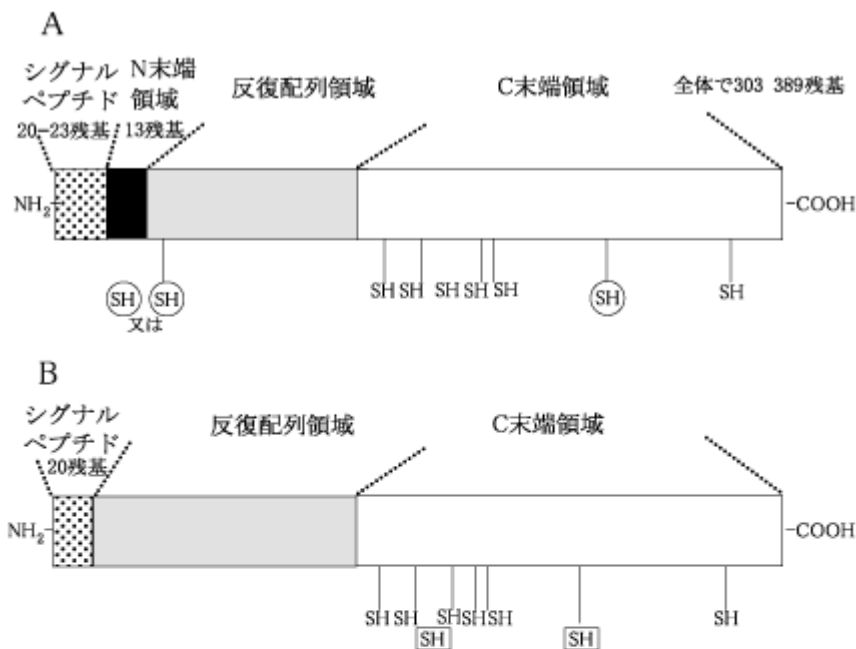 A
シグナル
ペプチド
20-23残基
N末端
領域
13残基
反復配列領域
C末端領域
全体で303 389残基
NH2
-COOH
SH
SH
又は
SH
SH
SH
SH
SH
SH
SH
B
シグナル
ペプチド
20残基
反復配列領域
C末端領域
NH2
-COOH
SH
SH
SH
SH
SH
SH
SH
SH